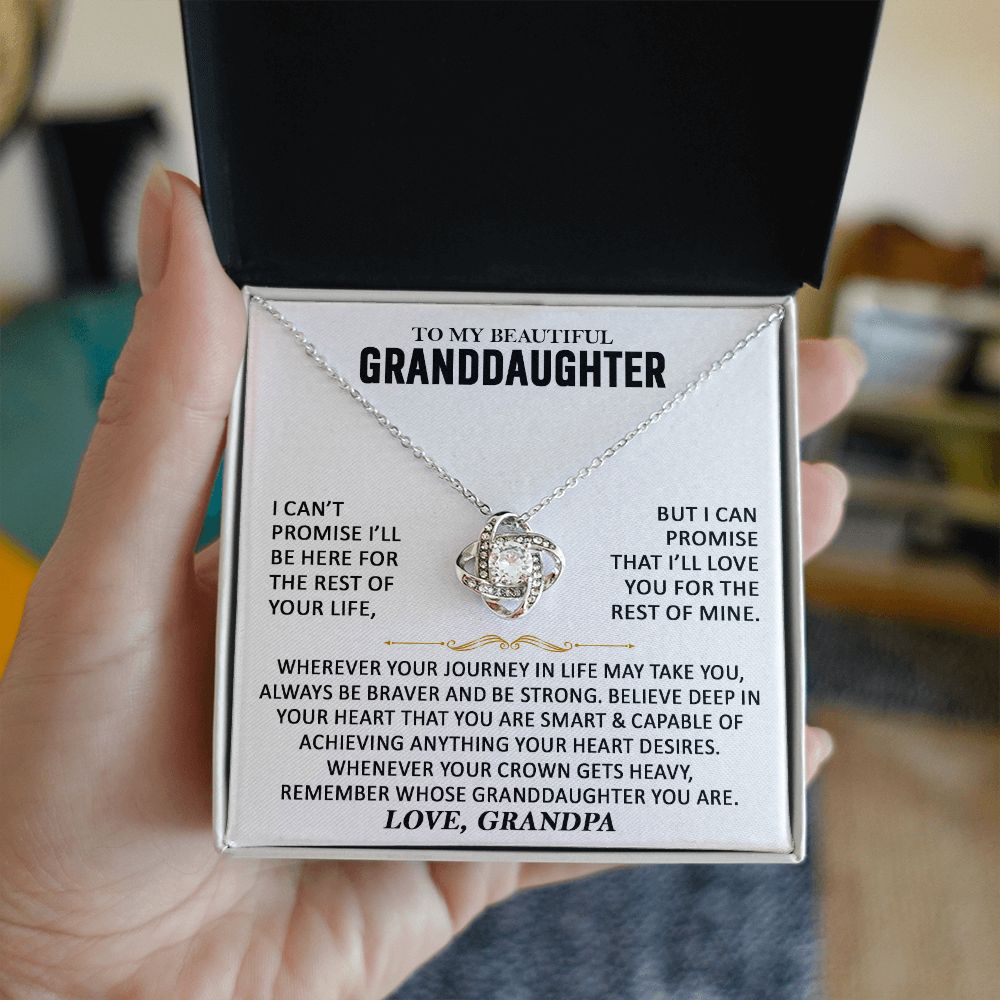 TO MY BEAUTIFUL
GRANDDAUGHTER
I CAN'T
PROMISE I'LL
BE HERE FOR
THE REST OF
YOUR LIFE,
BUT I CAN
PROMISE
THAT I'LL LOVE
YOU FOR THE
REST OF MINE.
WHEREVER YOUR JOURNEY IN LIFE MAY TAKE YOU,
ALWAYS BE BRAVER AND BE STRONG. BELIEVE DEEP IN
YOUR HEART THAT YOU ARE SMART & CAPABLE OF
ACHIEVING ANYTHING YOUR HEART DESIRES.
WHENEVER YOUR CROWN GETS HEAVY,
REMEMBER WHOSE GRANDDAUGHTER YOU ARE.
LOVE, GRANDPA